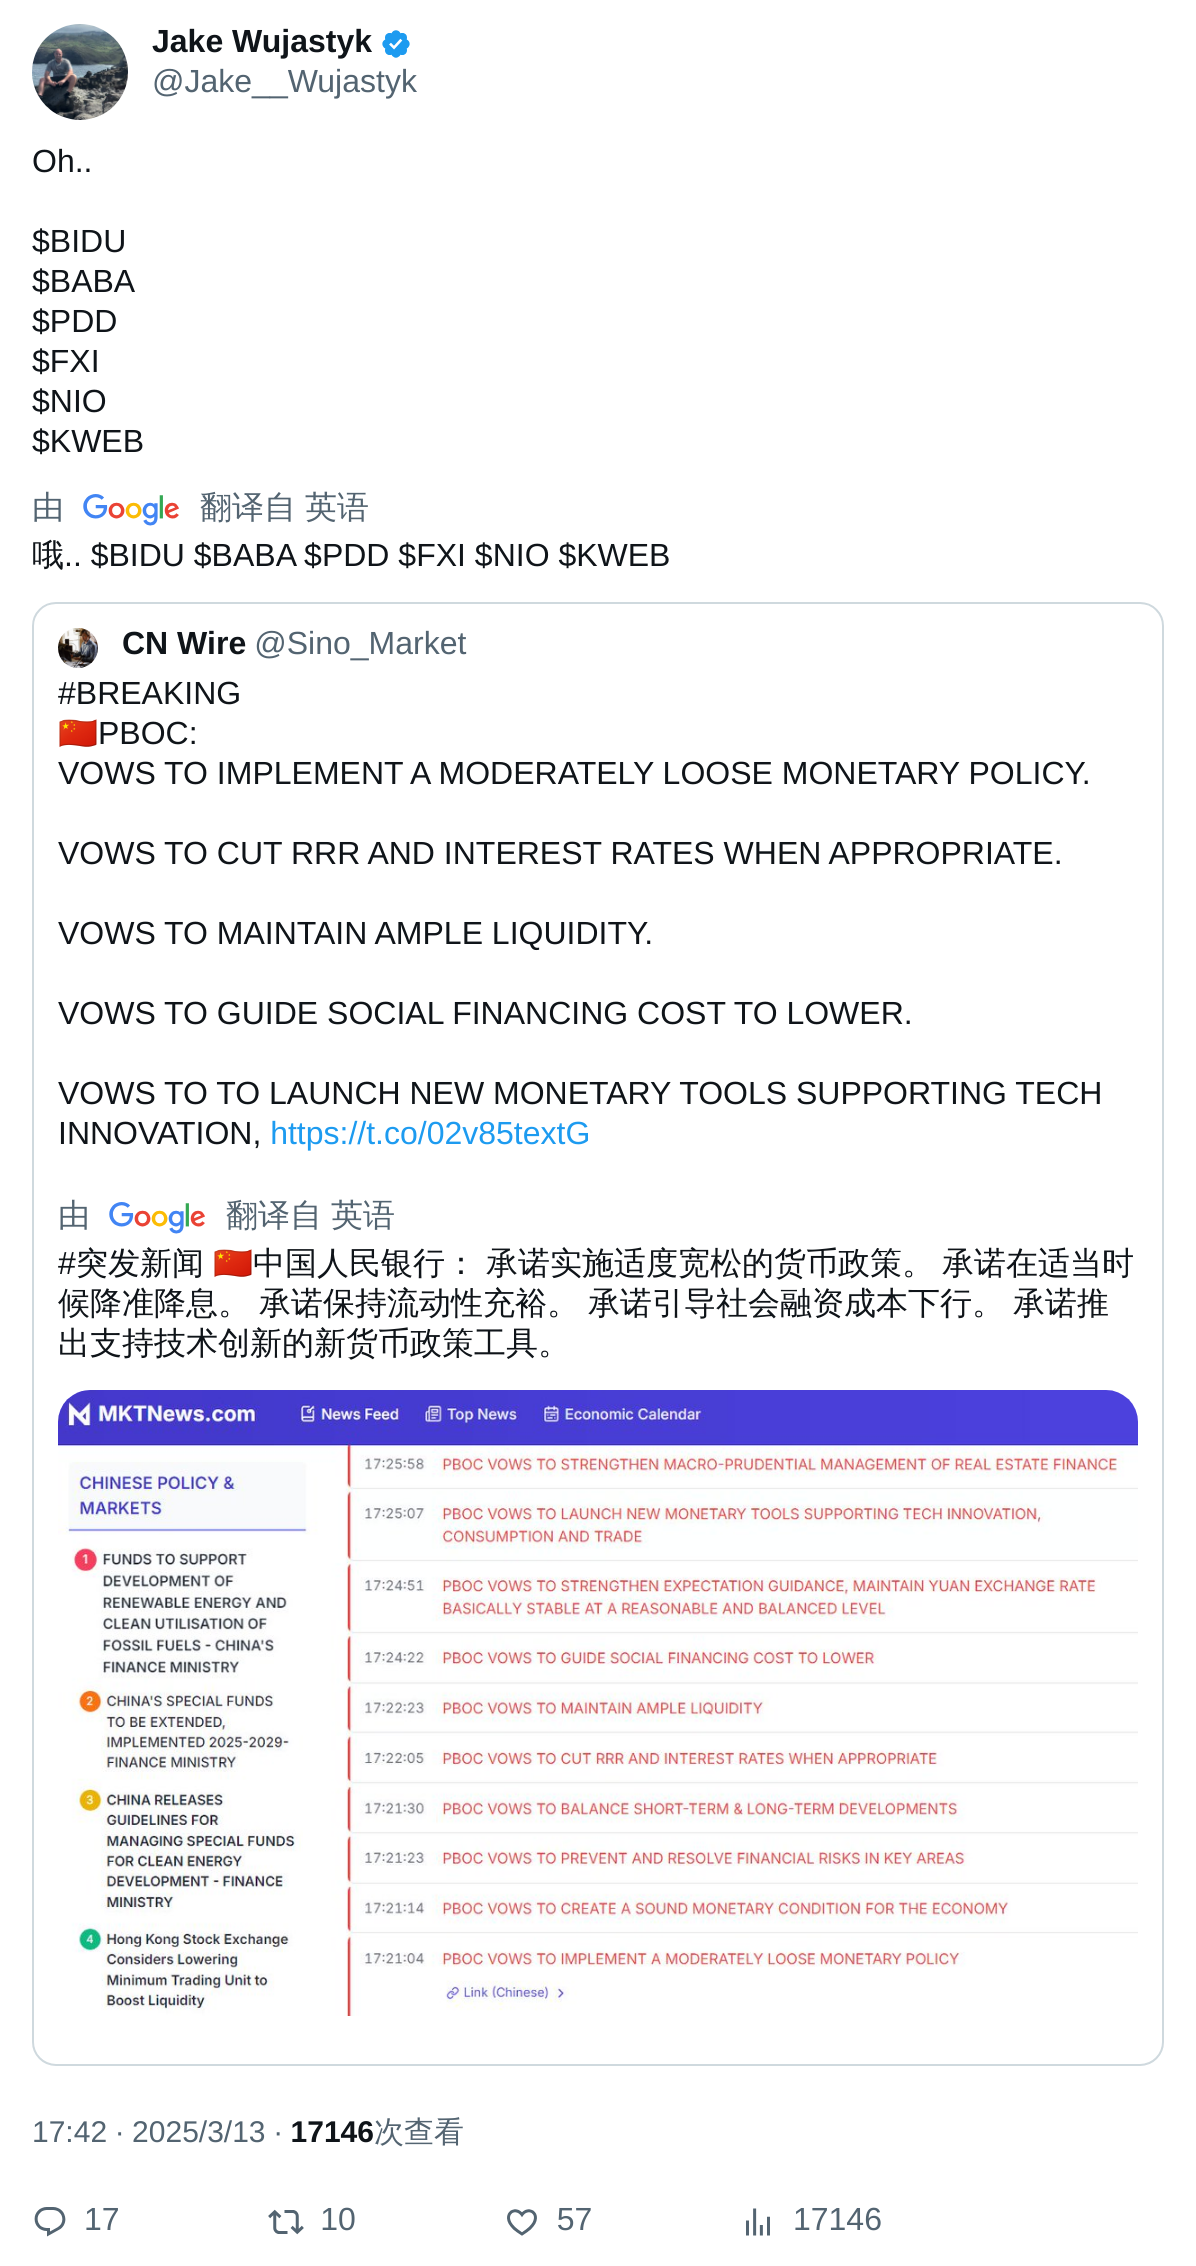 Jake Wujastyk
@Jake__Wujastyk
Oh..
$BIDU
$BABA
$PDD
$FXI
$NIO
$KWEB
由 Google 翻译自 英语
哦.. $BIDU $BABA $PDD $FXI $NIO $KWEB
CN Wire @Sino_Market
#BREAKING
🇨🇳PBOC:
VOWS TO IMPLEMENT A MODERATELY LOOSE MONETARY POLICY.
VOWS TO CUT RRR AND INTEREST RATES WHEN APPROPRIATE.
VOWS TO MAINTAIN AMPLE LIQUIDITY.
VOWS TO GUIDE SOCIAL FINANCING COST TO LOWER.
VOWS TO TO LAUNCH NEW MONETARY TOOLS SUPPORTING TECH
INNOVATION, https://t.co/02v85textG
由 Google 翻译自 英语
#突发新闻 🇨🇳中国人民银行： 承诺实施适度宽松的货币政策。 承诺在适当时
候降准降息。 承诺保持流动性充裕。 承诺引导社会融资成本下行。 承诺推
出支持技术创新的新货币政策工具。
MKTNews.com News Feed Top News Economic Calendar
CHINESE POLICY &
MARKETS
1 FUNDS TO SUPPORT
DEVELOPMENT OF
RENEWABLE ENERGY AND
CLEAN UTILISATION OF
FOSSIL FUELS - CHINA'S
FINANCE MINISTRY
2 CHINA'S SPECIAL FUNDS
TO BE EXTENDED,
IMPLEMENTED 2025-2029-
FINANCE MINISTRY
3 CHINA RELEASES
GUIDELINES FOR
MANAGING SPECIAL FUNDS
FOR CLEAN ENERGY
DEVELOPMENT - FINANCE
MINISTRY
4 Hong Kong Stock Exchange
Considers Lowering
Minimum Trading Unit to
Boost Liquidity
17:25:58 PBOC VOWS TO STRENGTHEN MACRO-PRUDENTIAL MANAGEMENT OF REAL ESTATE FINANCE
17:25:07 PBOC VOWS TO LAUNCH NEW MONETARY TOOLS SUPPORTING TECH INNOVATION,
CONSUMPTION AND TRADE
17:24:51 PBOC VOWS TO STRENGTHEN EXPECTATION GUIDANCE, MAINTAIN YUAN EXCHANGE RATE
BASICALLY STABLE AT A REASONABLE AND BALANCED LEVEL
17:24:22 PBOC VOWS TO GUIDE SOCIAL FINANCING COST TO LOWER
17:22:23 PBOC VOWS TO MAINTAIN AMPLE LIQUIDITY
17:22:05 PBOC VOWS TO CUT RRR AND INTEREST RATES WHEN APPROPRIATE
17:21:30 PBOC VOWS TO BALANCE SHORT-TERM & LONG-TERM DEVELOPMENTS
17:21:23 PBOC VOWS TO PREVENT AND RESOLVE FINANCIAL RISKS IN KEY AREAS
17:21:14 PBOC VOWS TO CREATE A SOUND MONETARY CONDITION FOR THE ECONOMY
17:21:04 PBOC VOWS TO IMPLEMENT A MODERATELY LOOSE MONETARY POLICY
Link (Chinese) >
17:42 · 2025/3/13 · 17146次查看
17 10 57 17146